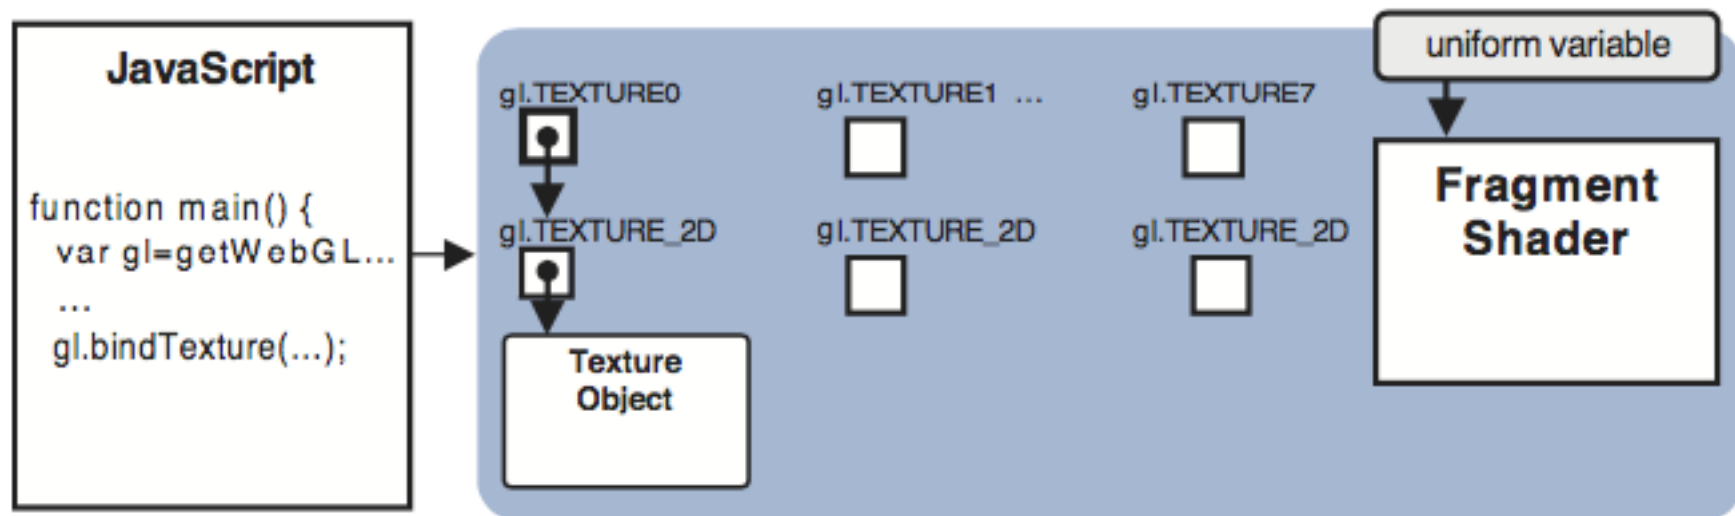 JavaScript
function main() {
var gl=getWebGL...
...
gl.bindTexture(...);
gl.TEXTURE0
gl.TEXTURE1 ...
gl.TEXTURE7
gl.TEXTURE_2D
gl.TEXTURE_2D
gl.TEXTURE_2D
Texture
Object
uniform variable
Fragment
Shader